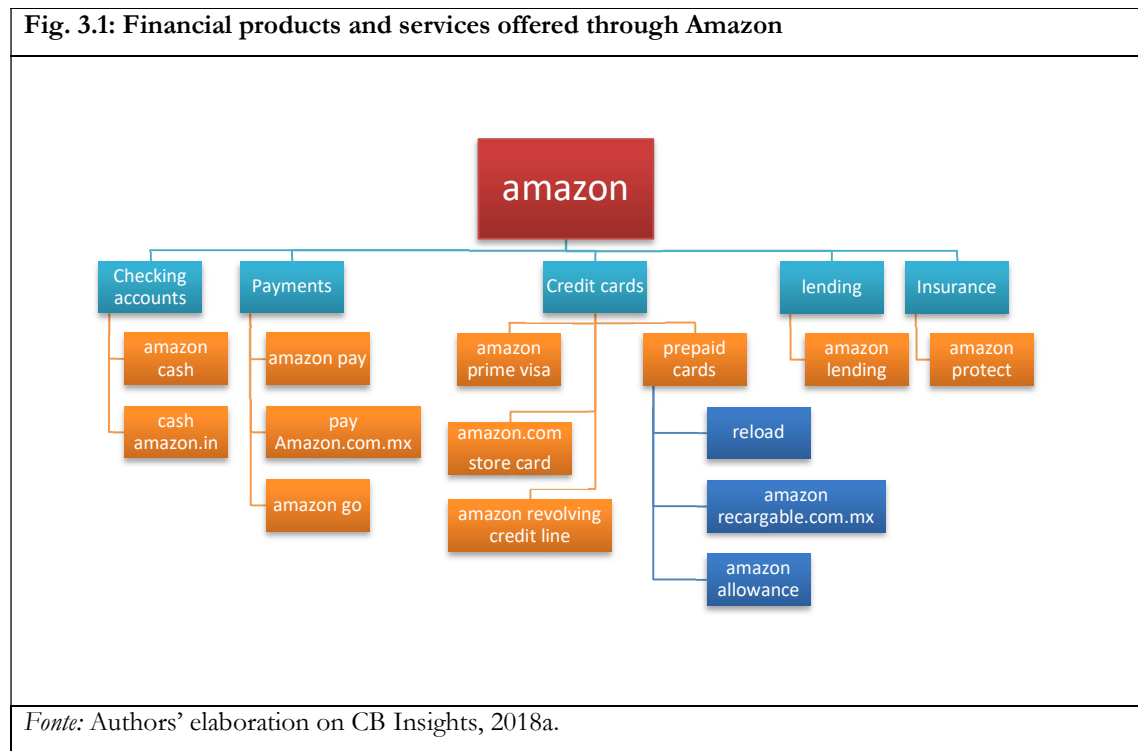 Fig. 3.1: Financial products and services offered through Amazon
amazon
Checking
accounts
Payments
Credit cards
lending
Insurance
amazon
cash
cash
amazon.in
amazon pay
pay
Amazon.com.mx
amazon go
amazon
prime visa
amazon.com
store card
amazon revolving
credit line
prepaid
cards
reload
amazon
recargable.com.mx
amazon
allowance
amazon
lending
amazon
protect
Fonte: Authors’ elaboration on CB Insights, 2018a.